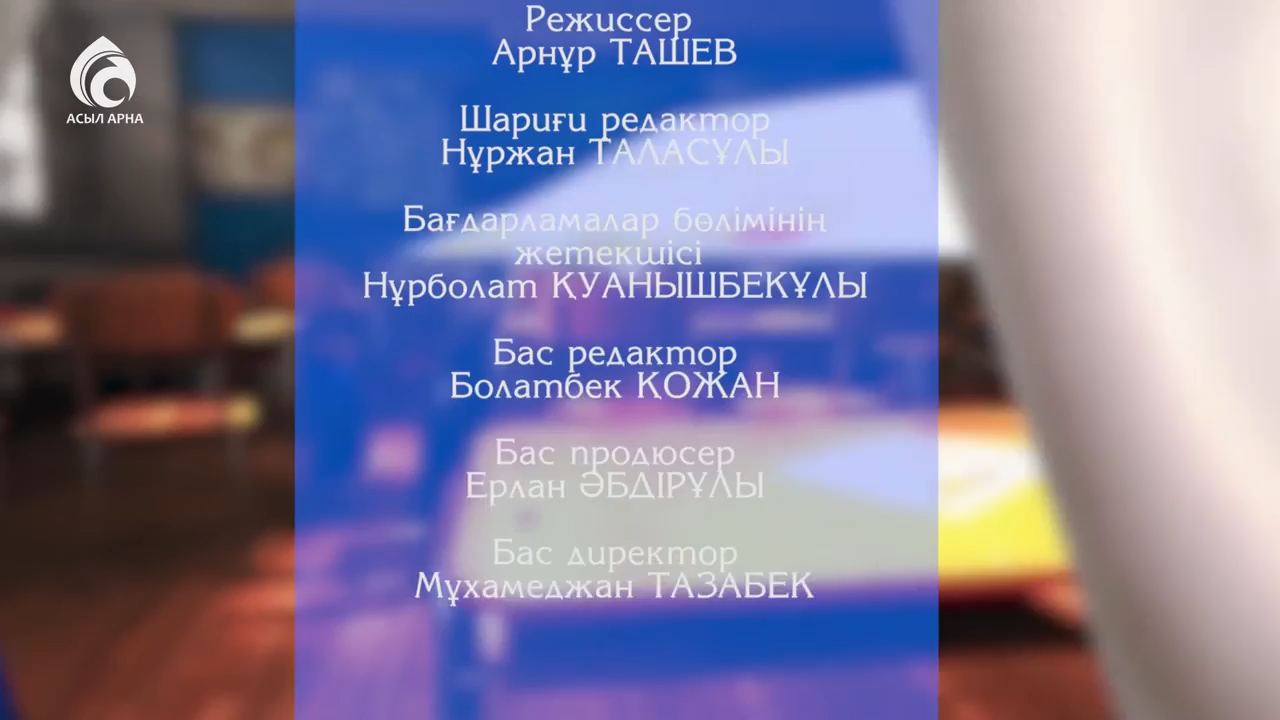 АСЫЛ АРНА
Режиссер
Арнұр ТАШЕВ
Шариғи редактор
Нұржан ТАЛАСҰЛЫ
Бағдарламалар бөлімінің
жетекшісі
Нұрболат ҚУАНЫШБЕКҰЛЫ
Бас редактор
Болатбек ҚОЖАН
Бас продюсер
Ерлан ӘБДІРҰЛЫ
Бас директор
Мұхамеджан ТАЗАБЕК